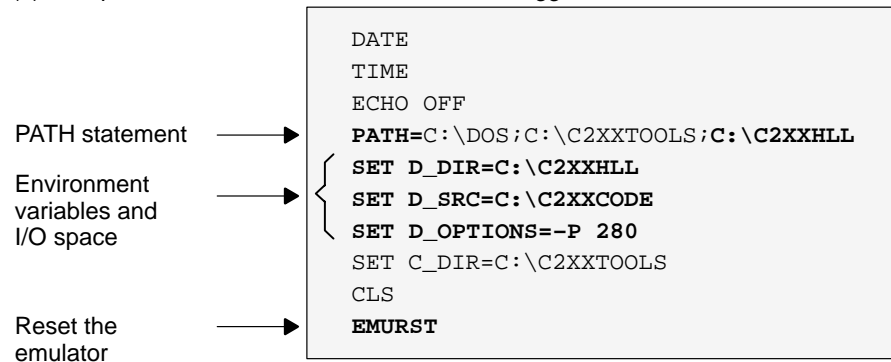 DATE
TIME
ECHO OFF
PATH statement
PATH=C:\DOS;C:\C2XXTOOLS;C:\C2XXHLL
Environment
variables and
I/O space
SET D_DIR=C:\C2XXHLL
SET D_SRC=C:\C2XXCODE
SET D_OPTIONS=–P 280
SET C_DIR=C:\C2XXTOOLS
CLS
Reset the
emulator
EMURST